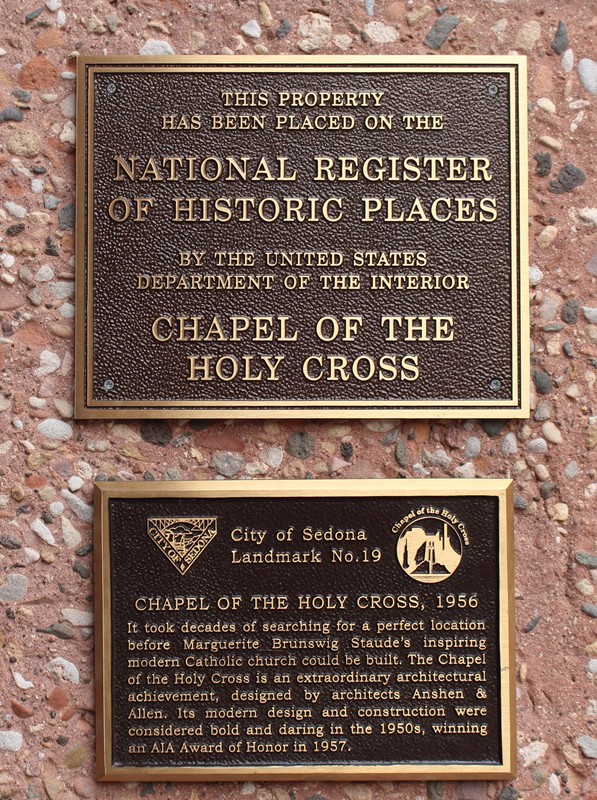 THIS PROPERTY
HAS BEEN PLACED ON THE
NATIONAL REGISTER
OF HISTORIC PLACES
BY THE UNITED STATES
DEPARTMENT OF THE INTERIOR
CHAPEL OF THE
HOLY CROSS
CITY OF SEDONA
City of Sedona
Landmark No.19
Chapel of the Holy Cross
CHAPEL OF THE HOLY CROSS, 1956
It took decades of searching for a perfect location
before Marguerite Brunswig Staude's inspiring
modern Catholic church could be built. The Chapel
of the Holy Cross is an extraordinary architectural
achievement, designed by architects Anshen &
Allen. Its modern design and construction were
considered bold and daring in the 1950s, winning
an AIA Award of Honor in 1957.